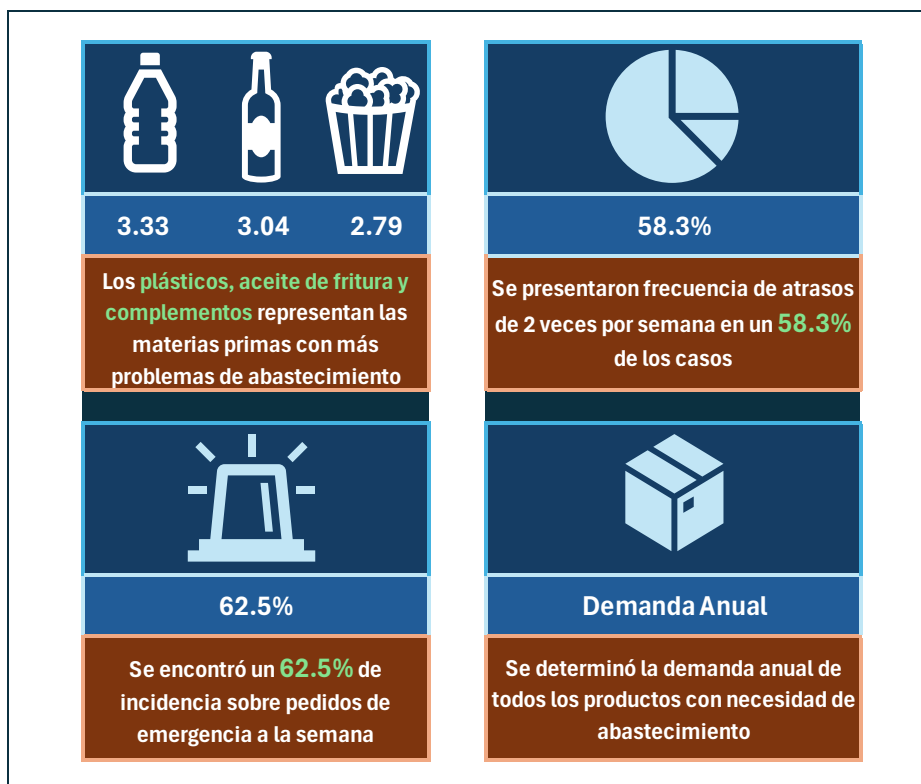 3.33 3.04 2.79
Los plásticos, aceite de fritura y
complementos representan las
materias primas con más
problemas de abastecimiento
58.3%
Se presentaron frecuencia de atrasos
de 2 veces por semana en un 58.3%
de los casos
62.5%
Se encontró un 62.5% de
incidencia sobre pedidos de
emergencia a la semana
Demanda Anual
Se determinó la demanda anual de
todos los productos con necesidad de
abastecimiento